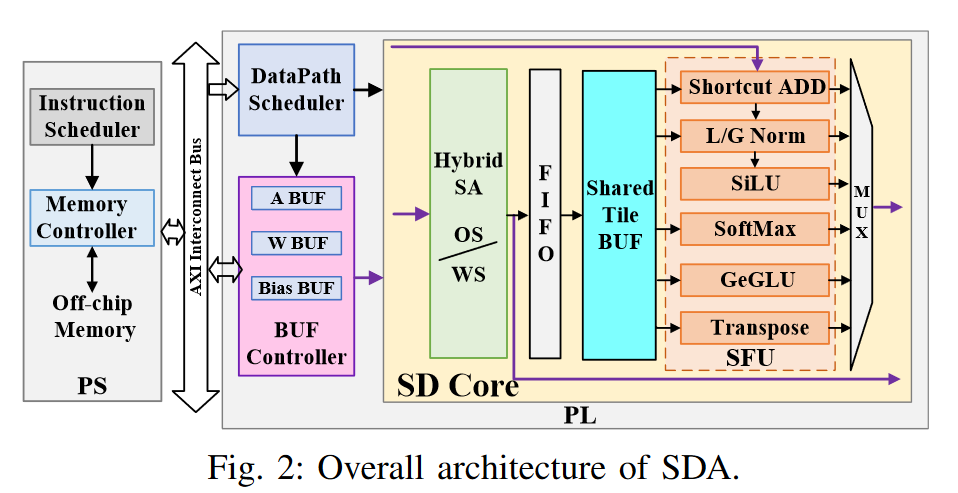 Instruction
Scheduler
Memory
Controller
Off-chip
Memory
PS
AXI Interconnect Bus
DataPath
Scheduler
A BUF
W BUF
Bias BUF
BUF
Controller
Hybrid
SA
OS
WS
FIFO
Shared
Tile
BUF
Shortcut ADD
L/G Norm
SiLU
SoftMax
GeGLU
Transpose
SFU
MUX
SD Core
PL
Fig. 2: Overall architecture of SDA.